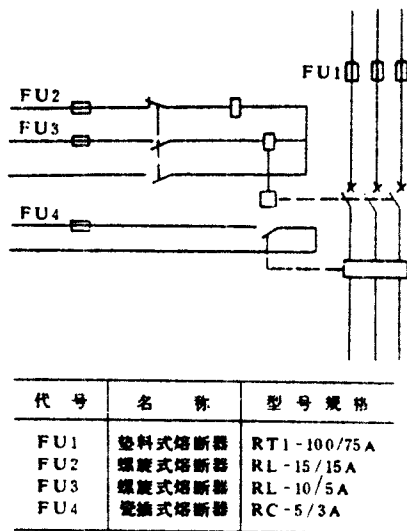 FU1
FU2
FU3
FU4
代 号 名 称 型 号 规 格
FU1 垫料式熔断器 RT1-100/75A
FU2 螺旋式熔断器 RL-15/15A
FU3 螺旋式熔断器 RL-10/5A
FU4 瓷插式熔断器 RC-5/3A